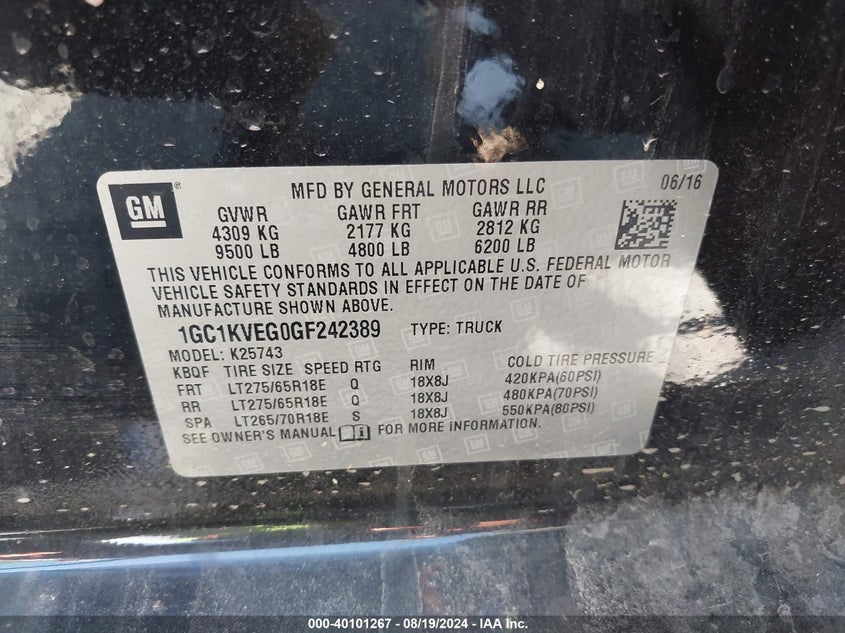 GM ® MFD BY GENERAL MOTORS LLC 06/16
GVWR GAWR FRT GAWR RR
4309 KG 2177 KG 2812 KG
9500 LB 4800 LB 6200 LB
THIS VEHICLE CONFORMS TO ALL APPLICABLE U.S. FEDERAL MOTOR
VEHICLE SAFETY STANDARDS IN EFFECT ON THE DATE OF
MANUFACTURE SHOWN ABOVE.
1GC1KVEG0GF242389 TYPE: TRUCK
MODEL: K25743
KBQF TIRE SIZE SPEED RTG RIM COLD TIRE PRESSURE
FRT LT275/65R18E Q 18X8J 420KPA(60PSI)
RR LT275/65R18E Q 18X8J 480KPA(70PSI)
SPA LT265/70R18E S 18X8J 550KPA(80PSI)
SEE OWNER'S MANUAL FOR MORE INFORMATION.
000-40101267 - 08/19/2024 - IAA Inc.